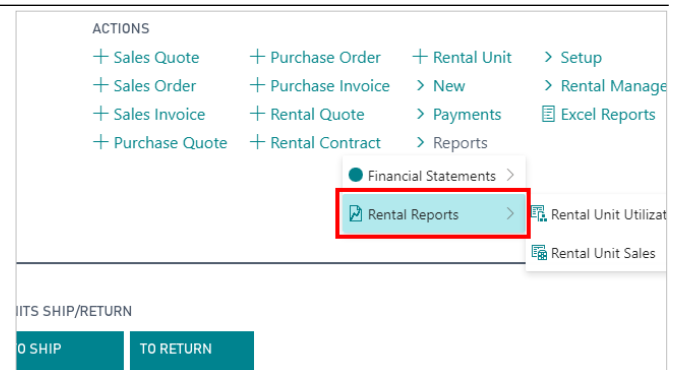 ACTIONS
+ Sales Quote + Purchase Order + Rental Unit > Setup
+ Sales Order + Purchase Invoice > New > Rental Manage
+ Sales Invoice + Rental Quote > Payments Excel Reports
+ Purchase Quote + Rental Contract > Reports
Financial Statements >
Rental Reports > Rental Unit Utilizat
Rental Unit Sales
IITS SHIP/RETURN
O SHIP TO RETURN